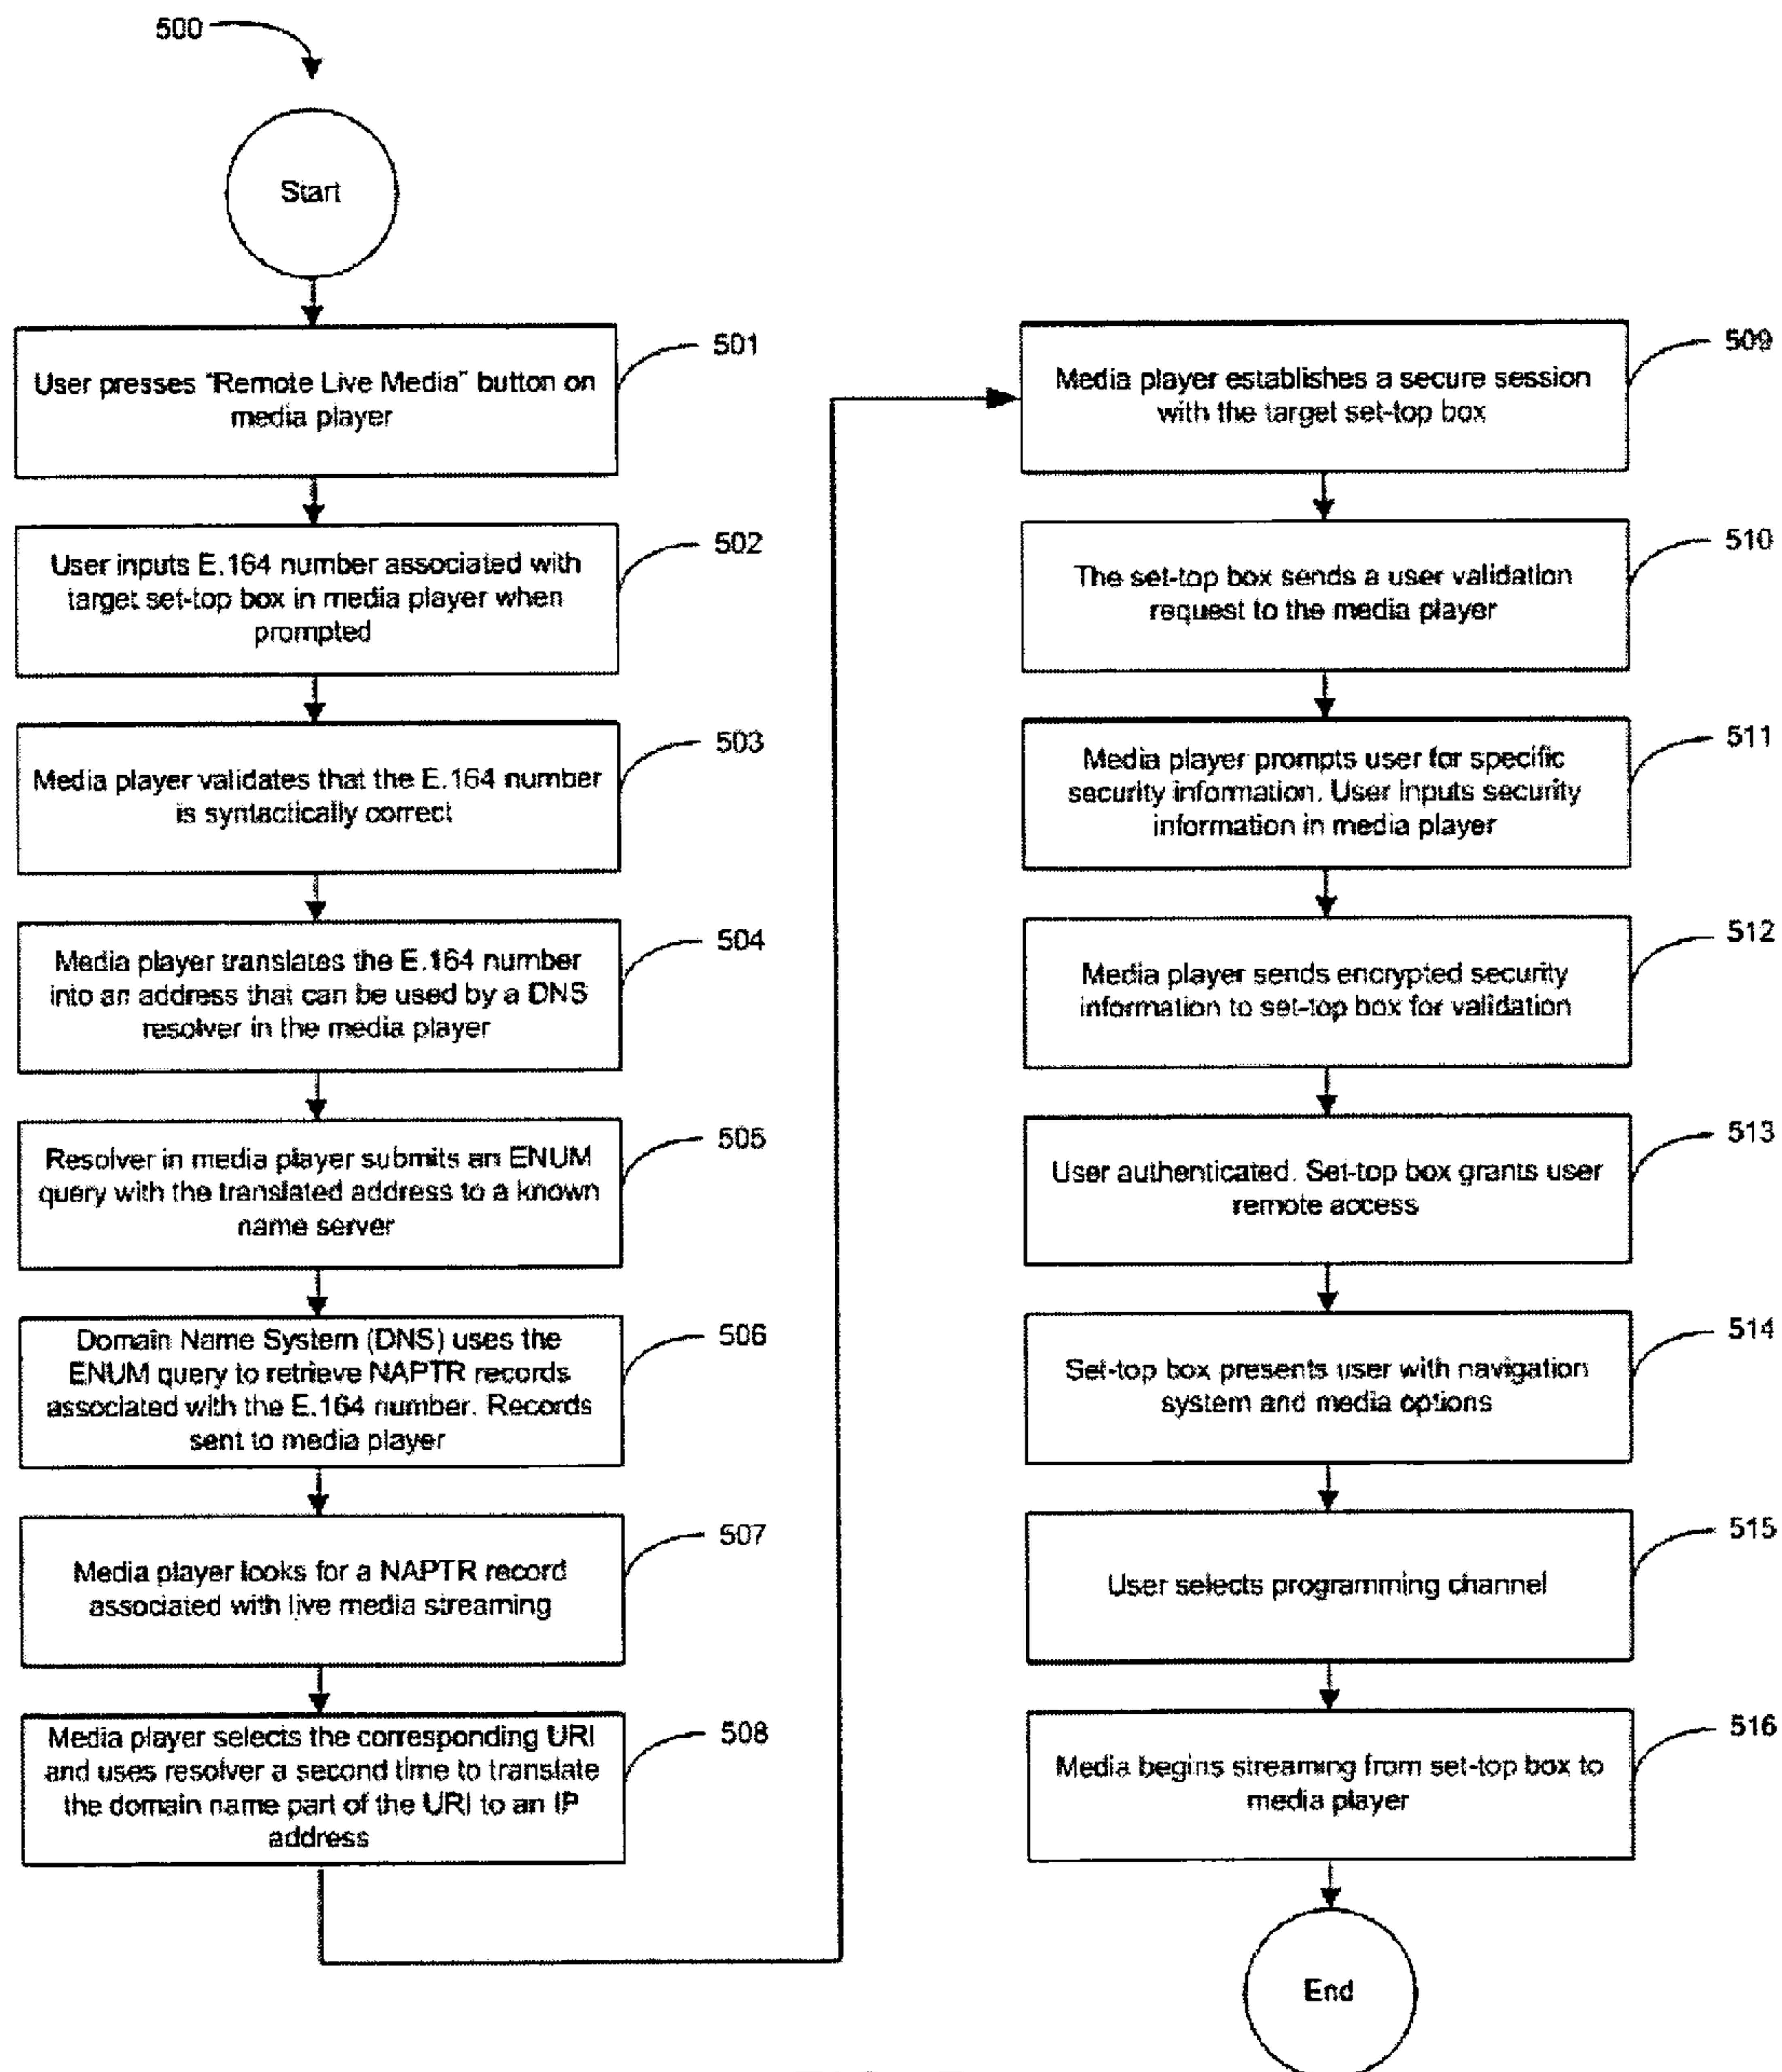 500
Start
501
User presses "Remote Live Media" button on
media player
502
User inputs E.164 number associated with
target set-top box in media player when
prompted
503
Media player validates that the E.164 number
is syntactically correct
504
Media player translates the E.164 number
into an address that can be used by a DNS
resolver in the media player
505
Resolver in media player submits an ENUM
query with the translated address to a known
name server
506
Domain Name System (DNS) uses the
ENUM query to retrieve NAPTR records
associated with the E.164 number. Records
sent to media player
507
Media player looks for a NAPTR record
associated with live media streaming
508
Media player selects the corresponding URI
and uses resolver a second time to translate
the domain name part of the URI to an IP
address
509
Media player establishes a secure session
with the target set-top box
510
The set-top box sends a user validation
request to the media player
511
Media player prompts user for specific
security information. User inputs security
information in media player
512
Media player sends encrypted security
information to set-top box for validation
513
User authenticated. Set-top box grants user
remote access
514
Set-top box presents user with navigation
system and media options
515
User selects programming channel
516
Media begins streaming from set-top box to
media player
End